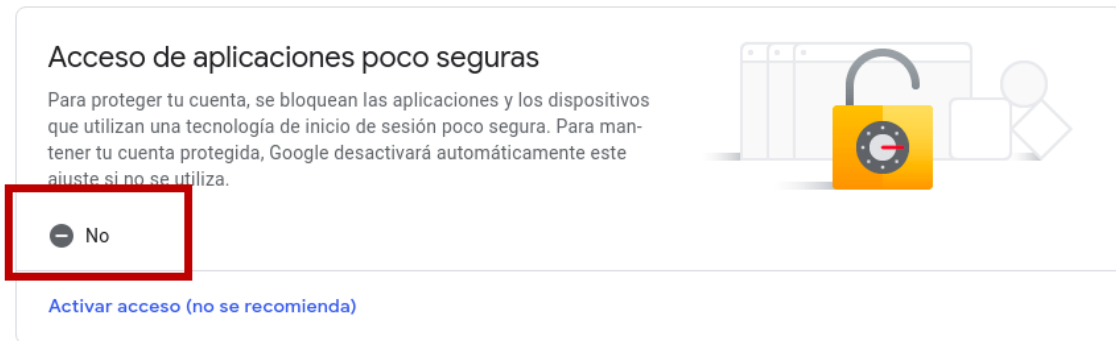 Acceso de aplicaciones poco seguras
Para proteger tu cuenta, se bloquean las aplicaciones y los dispositivos
que utilizan una tecnología de inicio de sesión poco segura. Para man-
tener tu cuenta protegida, Google desactivará automáticamente este
ajuste si no se utiliza.
No
Activar acceso (no se recomienda)